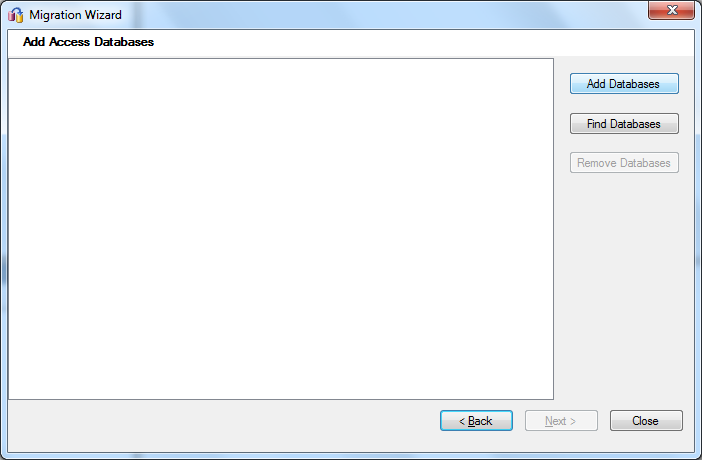 Migration Wizard
Add Access Databases
Add Databases
Find Databases
Remove Databases
< Back
Next >
Close